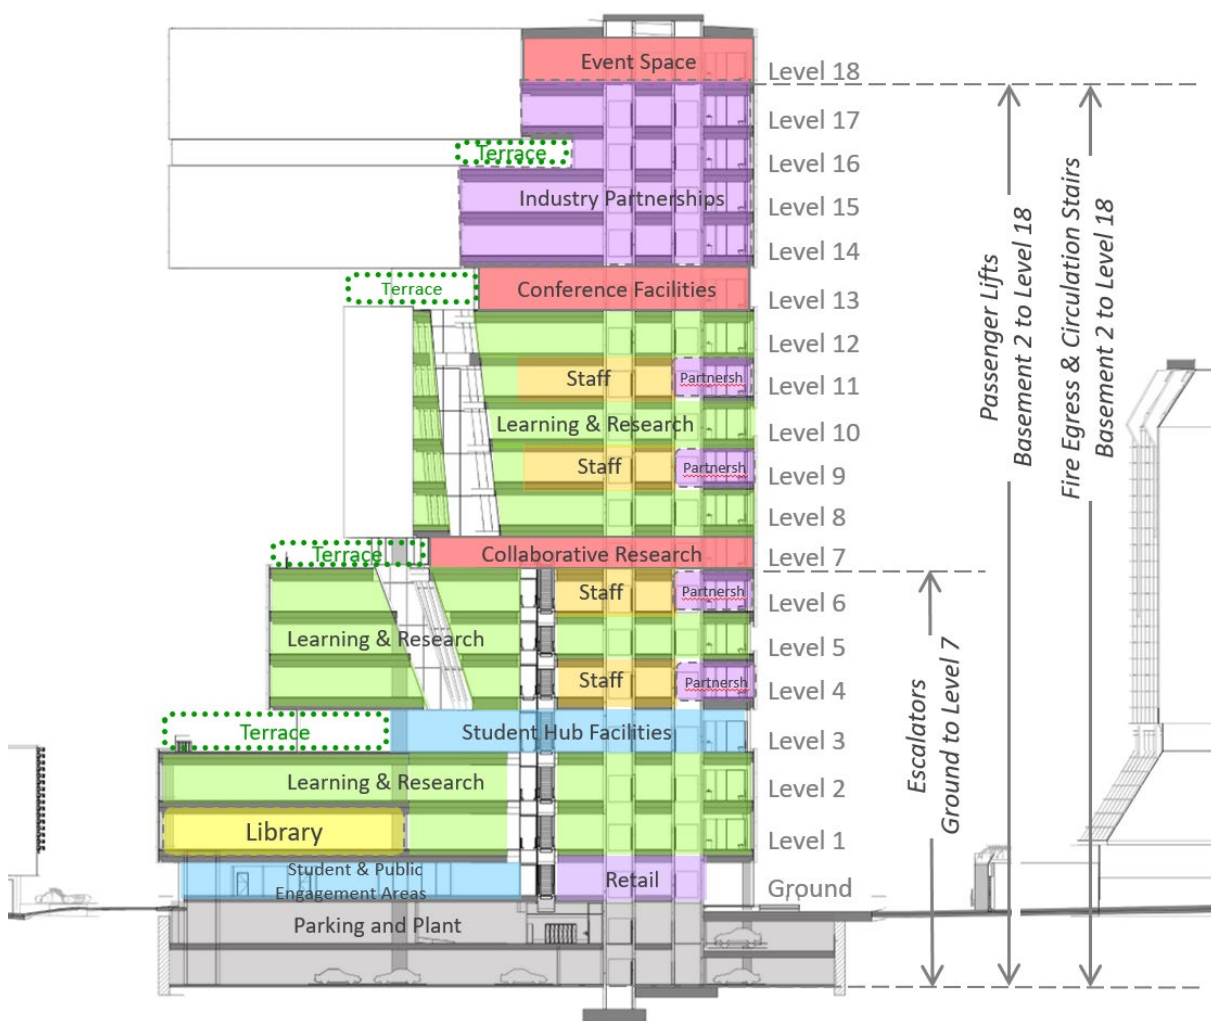 Event Space
Level 18
Level 17
Terrace
Level 16
Industry Partnerships
Level 15
Level 14
Terrace
Conference Facilities
Level 13
Level 12
Staff
Partnersh
Level 11
Learning & Research
Level 10
Staff
Partnersh
Level 9
Level 8
Terrace
Collaborative Research
Level 7
Staff
Partnersh
Level 6
Learning & Research
Level 5
Staff
Partnersh
Level 4
Terrace
Student Hub Facilities
Level 3
Learning & Research
Level 2
Library
Level 1
Student & Public
Engagement Areas
Retail
Ground
Parking and Plant
Escalators
Ground to Level 7
Passenger Lifts
Basement 2 to Level 18
Fire Egress & Circulation Stairs
Basement 2 to Level 18